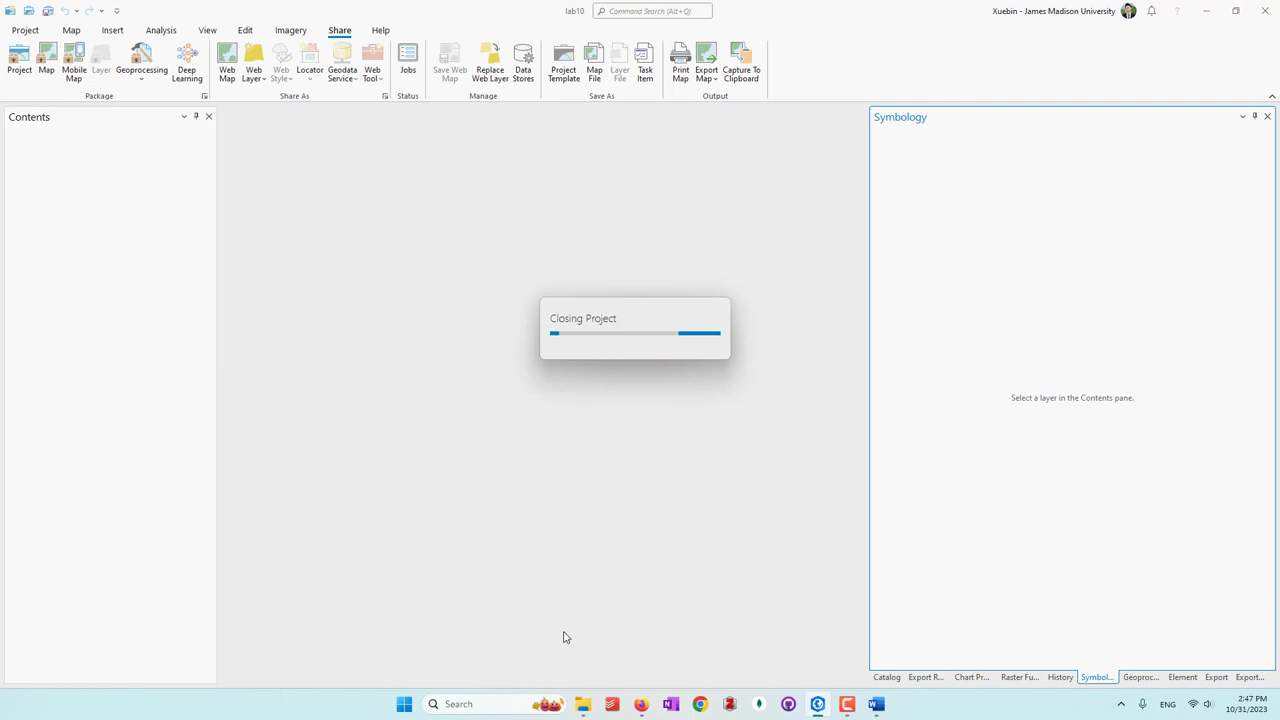 lab10
Command Search (Alt+Q)
Xuebin - James Madison University
Project Map Insert Analysis View Edit Imagery Share Help
Project Map Mobile Map Layer Geoprocessing Deep Learning
Web Map Web Layer Web Style Locator Geodata Service Web Tool
Jobs
Save Web Map Replace Web Layer Data Stores
Project Template Map File Layer File Task Item
Print Map Export Map Capture To Clipboard
Package Share As Status Manage Save As Output
Contents
Symbology
Closing Project
Select a layer in the Contents pane.
Catalog Export R... Chart Pr... Raster Fu... History Symbol... Geoproc... Element Export Export...
Search
ENG
2:47 PM
10/31/2023